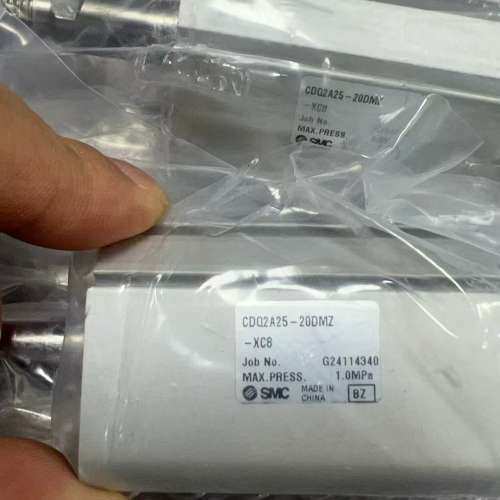 CDQ2A25-20DMZ
-XC8
Job No.
MAX.PRESS.
SMC
CDQ2A25-20DMZ
-XC8
Job No. G24114340
MAX.PRESS. 1.0MPa
SMC MADE IN CHINA BZ